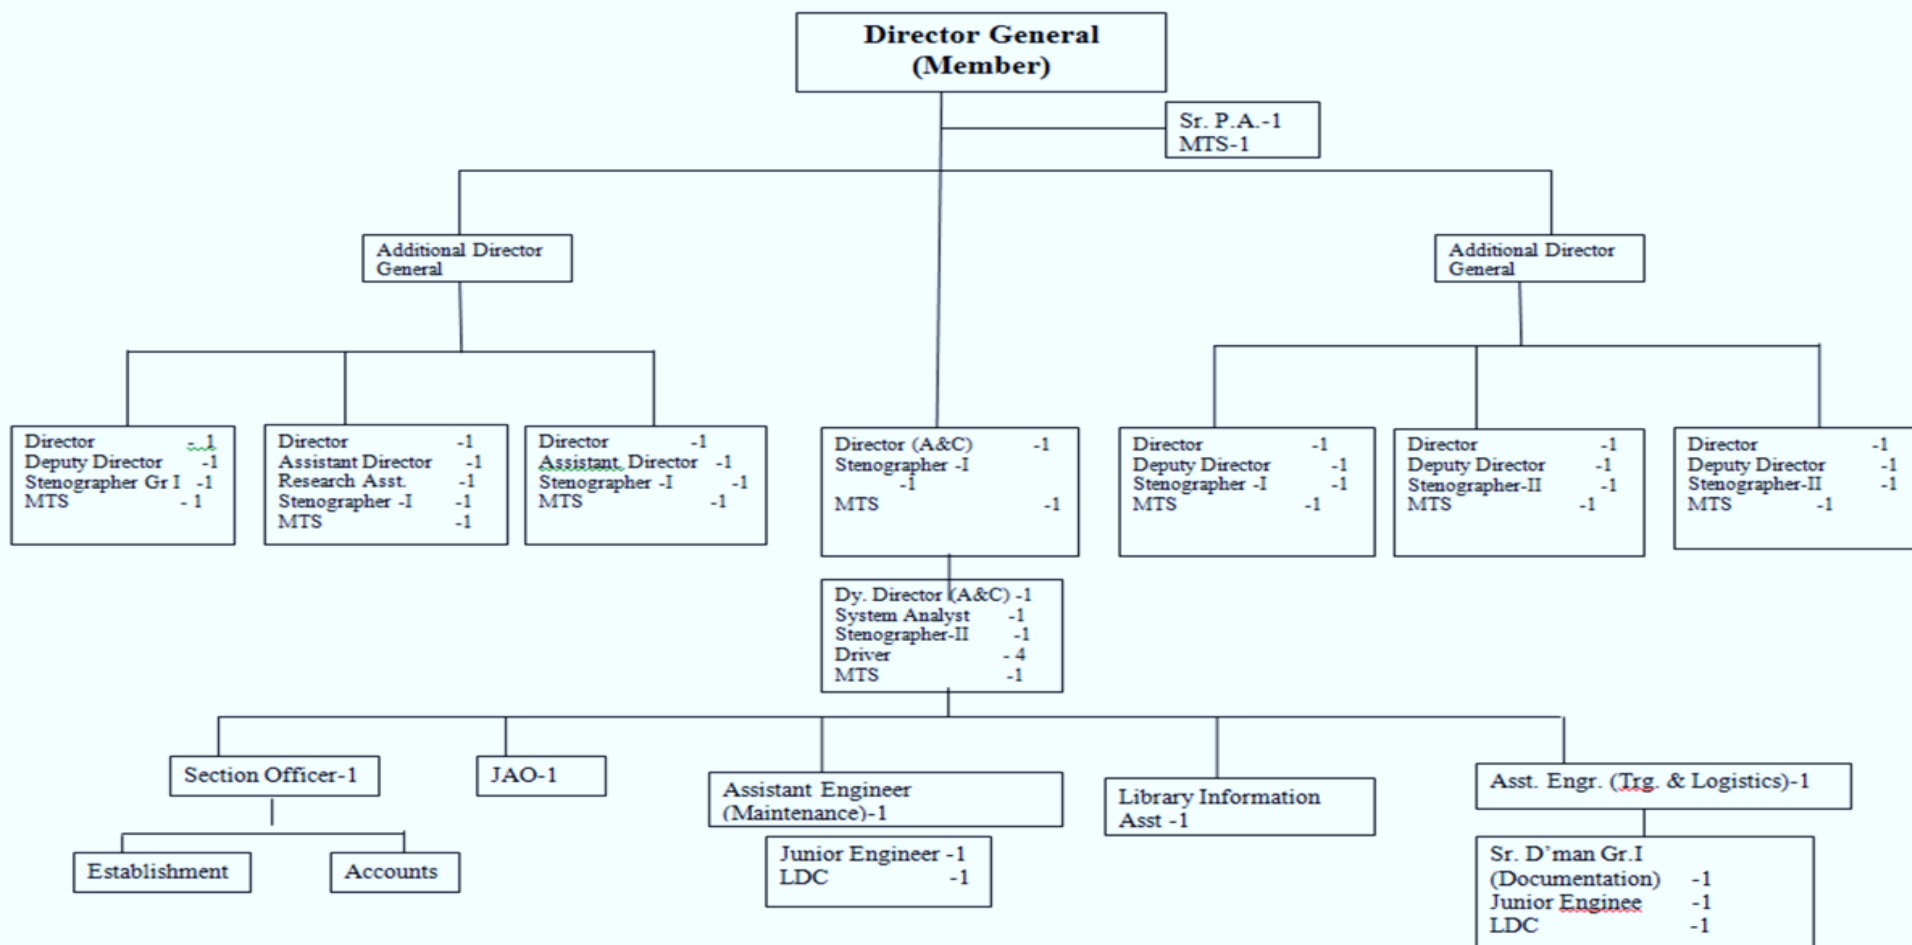 Director General
(Member)
Sr. P.A.-1
MTS-1
Additional Director
General
Additional Director
General
Director - 1
Deputy Director -1
Stenographer Gr I -1
MTS - 1
Director -1
Assistant Director -1
Research Asst. -1
Stenographer -I -1
MTS -1
Director -1
Assistant Director -1
Stenographer -I -1
MTS -1
Director (A&C) -1
Stenographer -I
-1
MTS -1
Director -1
Deputy Director -1
Stenographer -I -1
MTS -1
Director -1
Deputy Director -1
Stenographer-II -1
MTS -1
Director -1
Deputy Director -1
Stenographer-II -1
MTS -1
Dy. Director (A&C) -1
System Analyst -1
Stenographer-II -1
Driver - 4
MTS -1
Section Officer-1
JAO-1
Assistant Engineer
(Maintenance)-1
Library Information
Asst -1
Asst. Engr. (Trg. & Logistics)-1
Establishment
Accounts
Junior Engineer -1
LDC -1
Sr. D’man Gr.I
(Documentation) -1
Junior Enginee -1
LDC -1